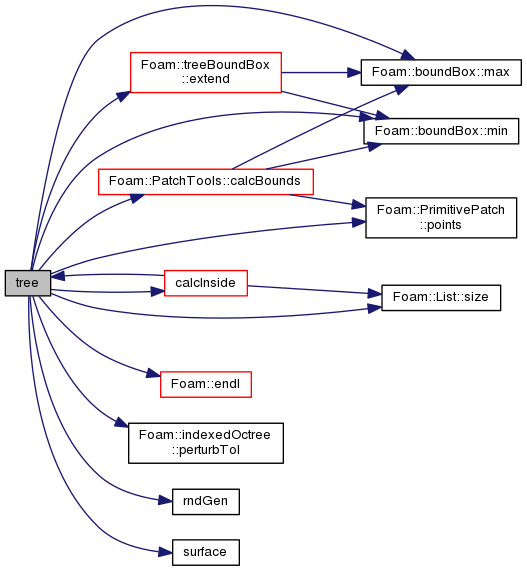 Foam::treeBoundBox
::extend
Foam::boundBox::max
Foam::boundBox::min
Foam::PatchTools::calcBounds
Foam::PrimitivePatch
::points
tree
calcInside
Foam::List::size
Foam::endl
Foam::indexedOctree
::perturbTol
rndGen
surface